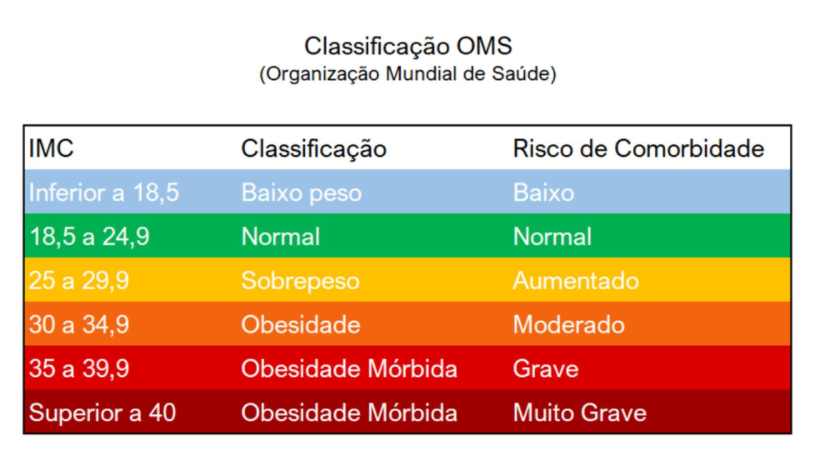 Classificação OMS
(Organização Mundial de Saúde)
IMC Classificação Risco de Comorbidade
Inferior a 18,5 Baixo peso Baixo
18,5 a 24,9 Normal Normal
25 a 29,9 Sobrepeso Aumentado
30 a 34,9 Obesidade Moderado
35 a 39,9 Obesidade Mórbida Grave
Superior a 40 Obesidade Mórbida Muito Grave